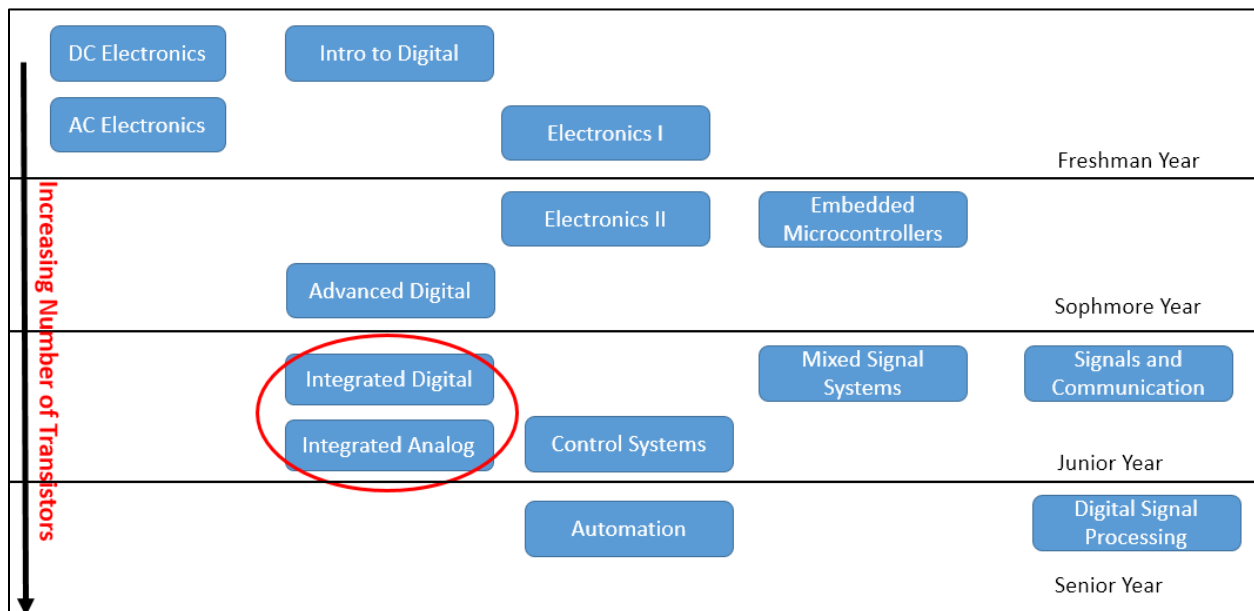 DC Electronics
Intro to Digital
AC Electronics
Electronics I
Freshman Year
Increasing Number of Transistors
Electronics II
Embedded
Microcontrollers
Advanced Digital
Sophmore Year
Integrated Digital
Mixed Signal
Systems
Signals and
Communication
Integrated Analog
Control Systems
Junior Year
Automation
Digital Signal
Processing
Senior Year